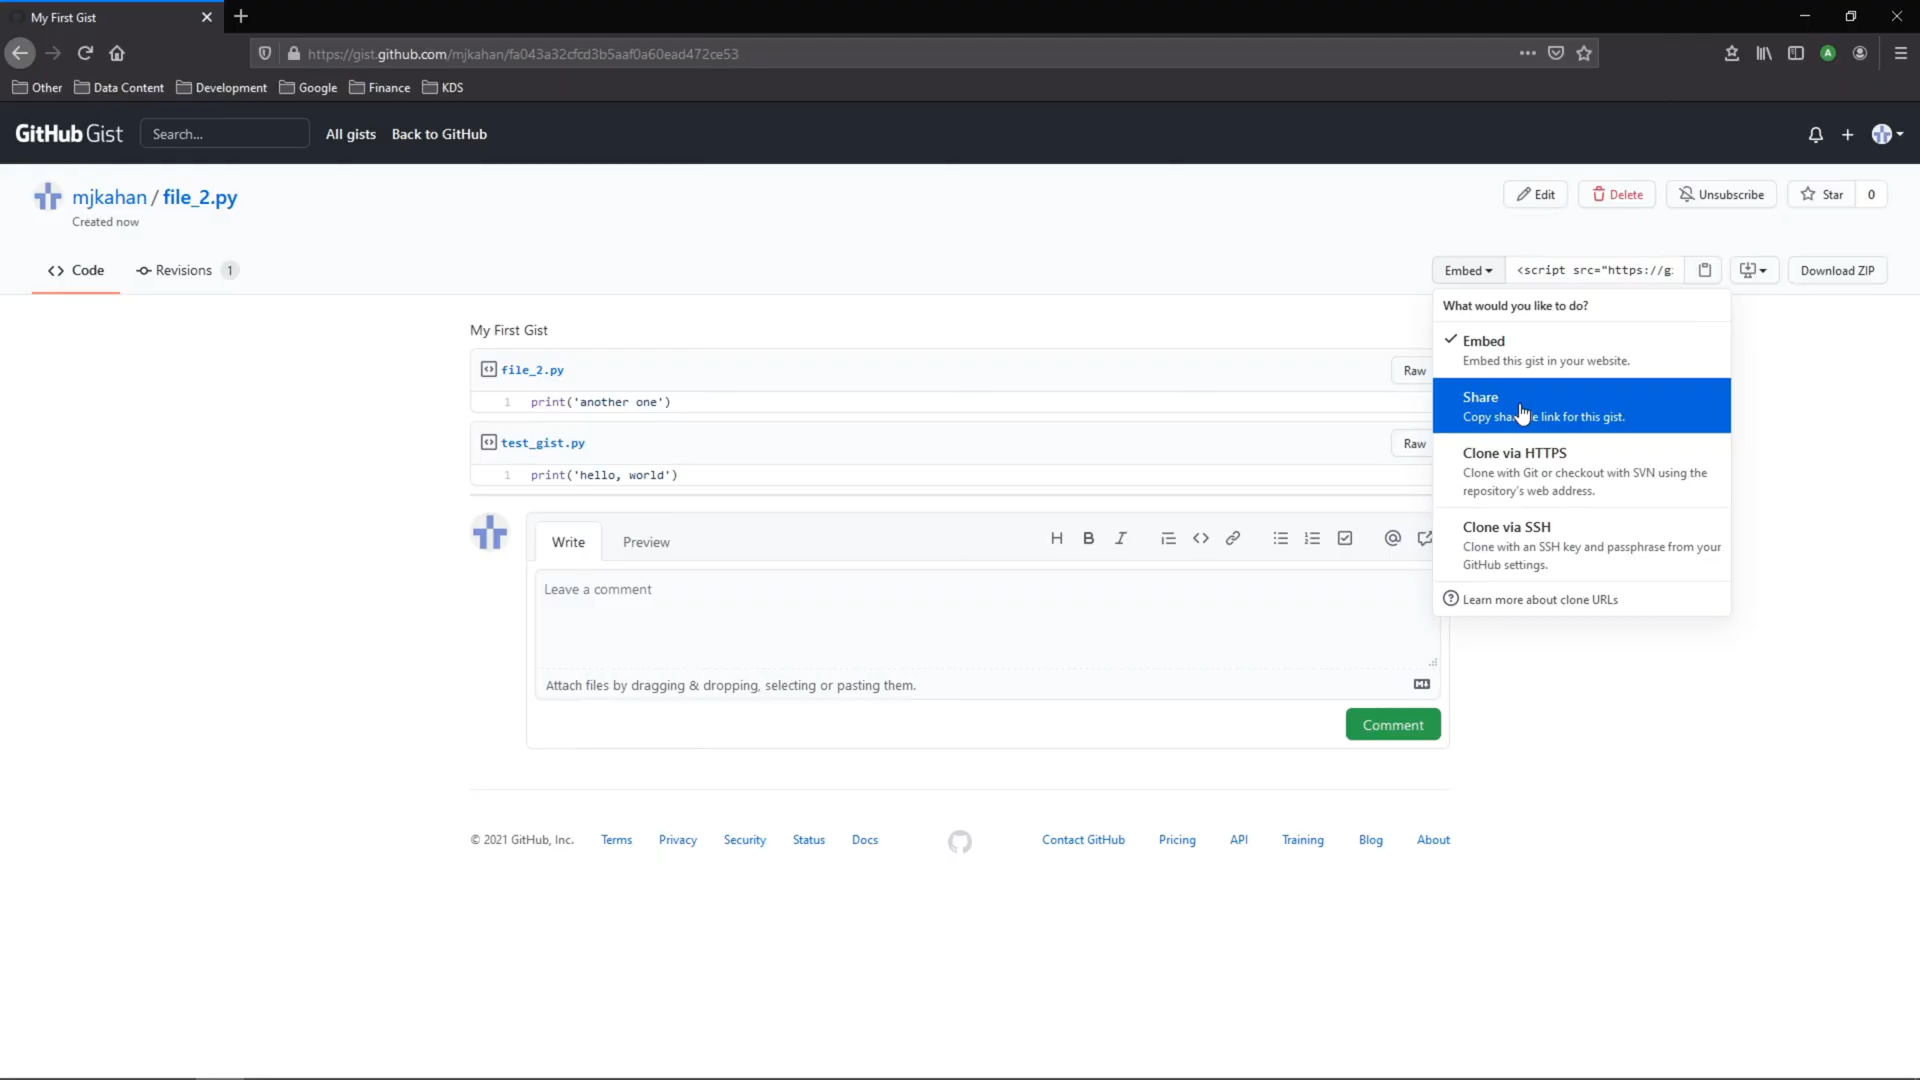 My First Gist
https://gist.github.com/mjkahan/fa043a32cfcd3b5aaf0a60ead472ce53
Other
Data Content
Development
Google
Finance
KDS
GitHub Gist
Search...
All gists
Back to GitHub
mjkahan / file_2.py
Created now
Edit
Delete
Unsubscribe
Star
0
Code
Revisions 1
Embed
<script src="https://g:
Download ZIP
What would you like to do?
Embed
Embed this gist in your website.
Share
Copy sha e link for this gist.
Clone via HTTPS
Clone with Git or checkout with SVN using the
repository's web address.
Clone via SSH
Clone with an SSH key and passphrase from your
GitHub settings.
Learn more about clone URLs
My First Gist
file_2.py
Raw
1 print('another one')
test_gist.py
Raw
1 print('hello, world')
Write
Preview
H B I
Leave a comment
Attach files by dragging & dropping, selecting or pasting them.
Comment
© 2021 GitHub, Inc.
Terms
Privacy
Security
Status
Docs
Contact GitHub
Pricing
API
Training
Blog
About